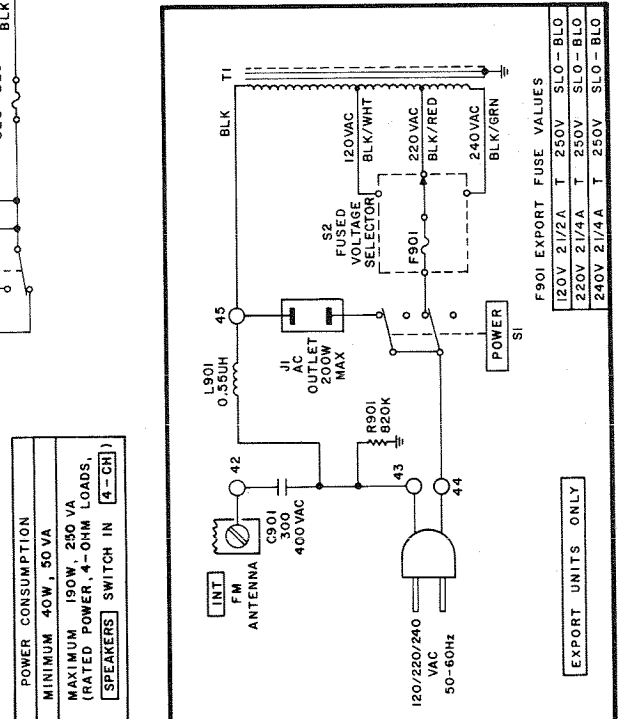 BLK
POWER CONSUMPTION
MINIMUM 40W, 50 VA
MAXIMUM 190W, 250 VA
(RATED POWER, 4-OHM LOADS,
SPEAKERS SWITCH IN 4-CH)
T1
BLK
120VAC
BLK/WHT
220VAC
BLK/RED
240VAC
BLK/GRN
S2
FUSED
VOLTAGE
SELECTOR
F901
45
L901
0.55UH
J1
AC
OUTLET
200W
MAX
POWER
S1
R901
820K
42
43
44
C901
300
400VAC
INT
FM
ANTENNA
120/220/240
VAC
50-60Hz
EXPORT UNITS ONLY
F901 EXPORT FUSE VALUES
120V 2 1/2 A T 250V SLO-BLO
220V 2 1/4 A T 250V SLO-BLO
240V 2 1/4 A T 250V SLO-BLO